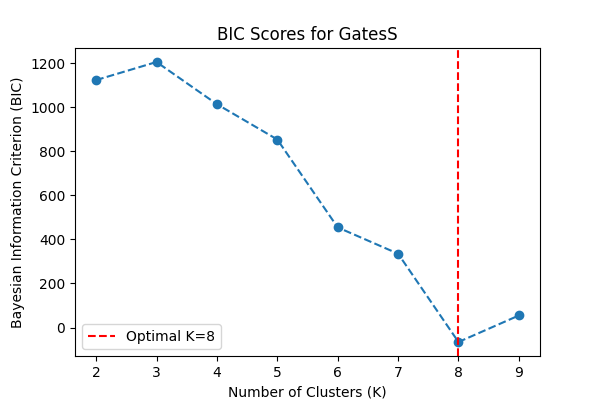 BIC Scores for GatesS
Bayesian Information Criterion (BIC)
1200
1000
800
600
400
200
0
Optimal K=8
2 3 4 5 6 7 8 9
Number of Clusters (K)